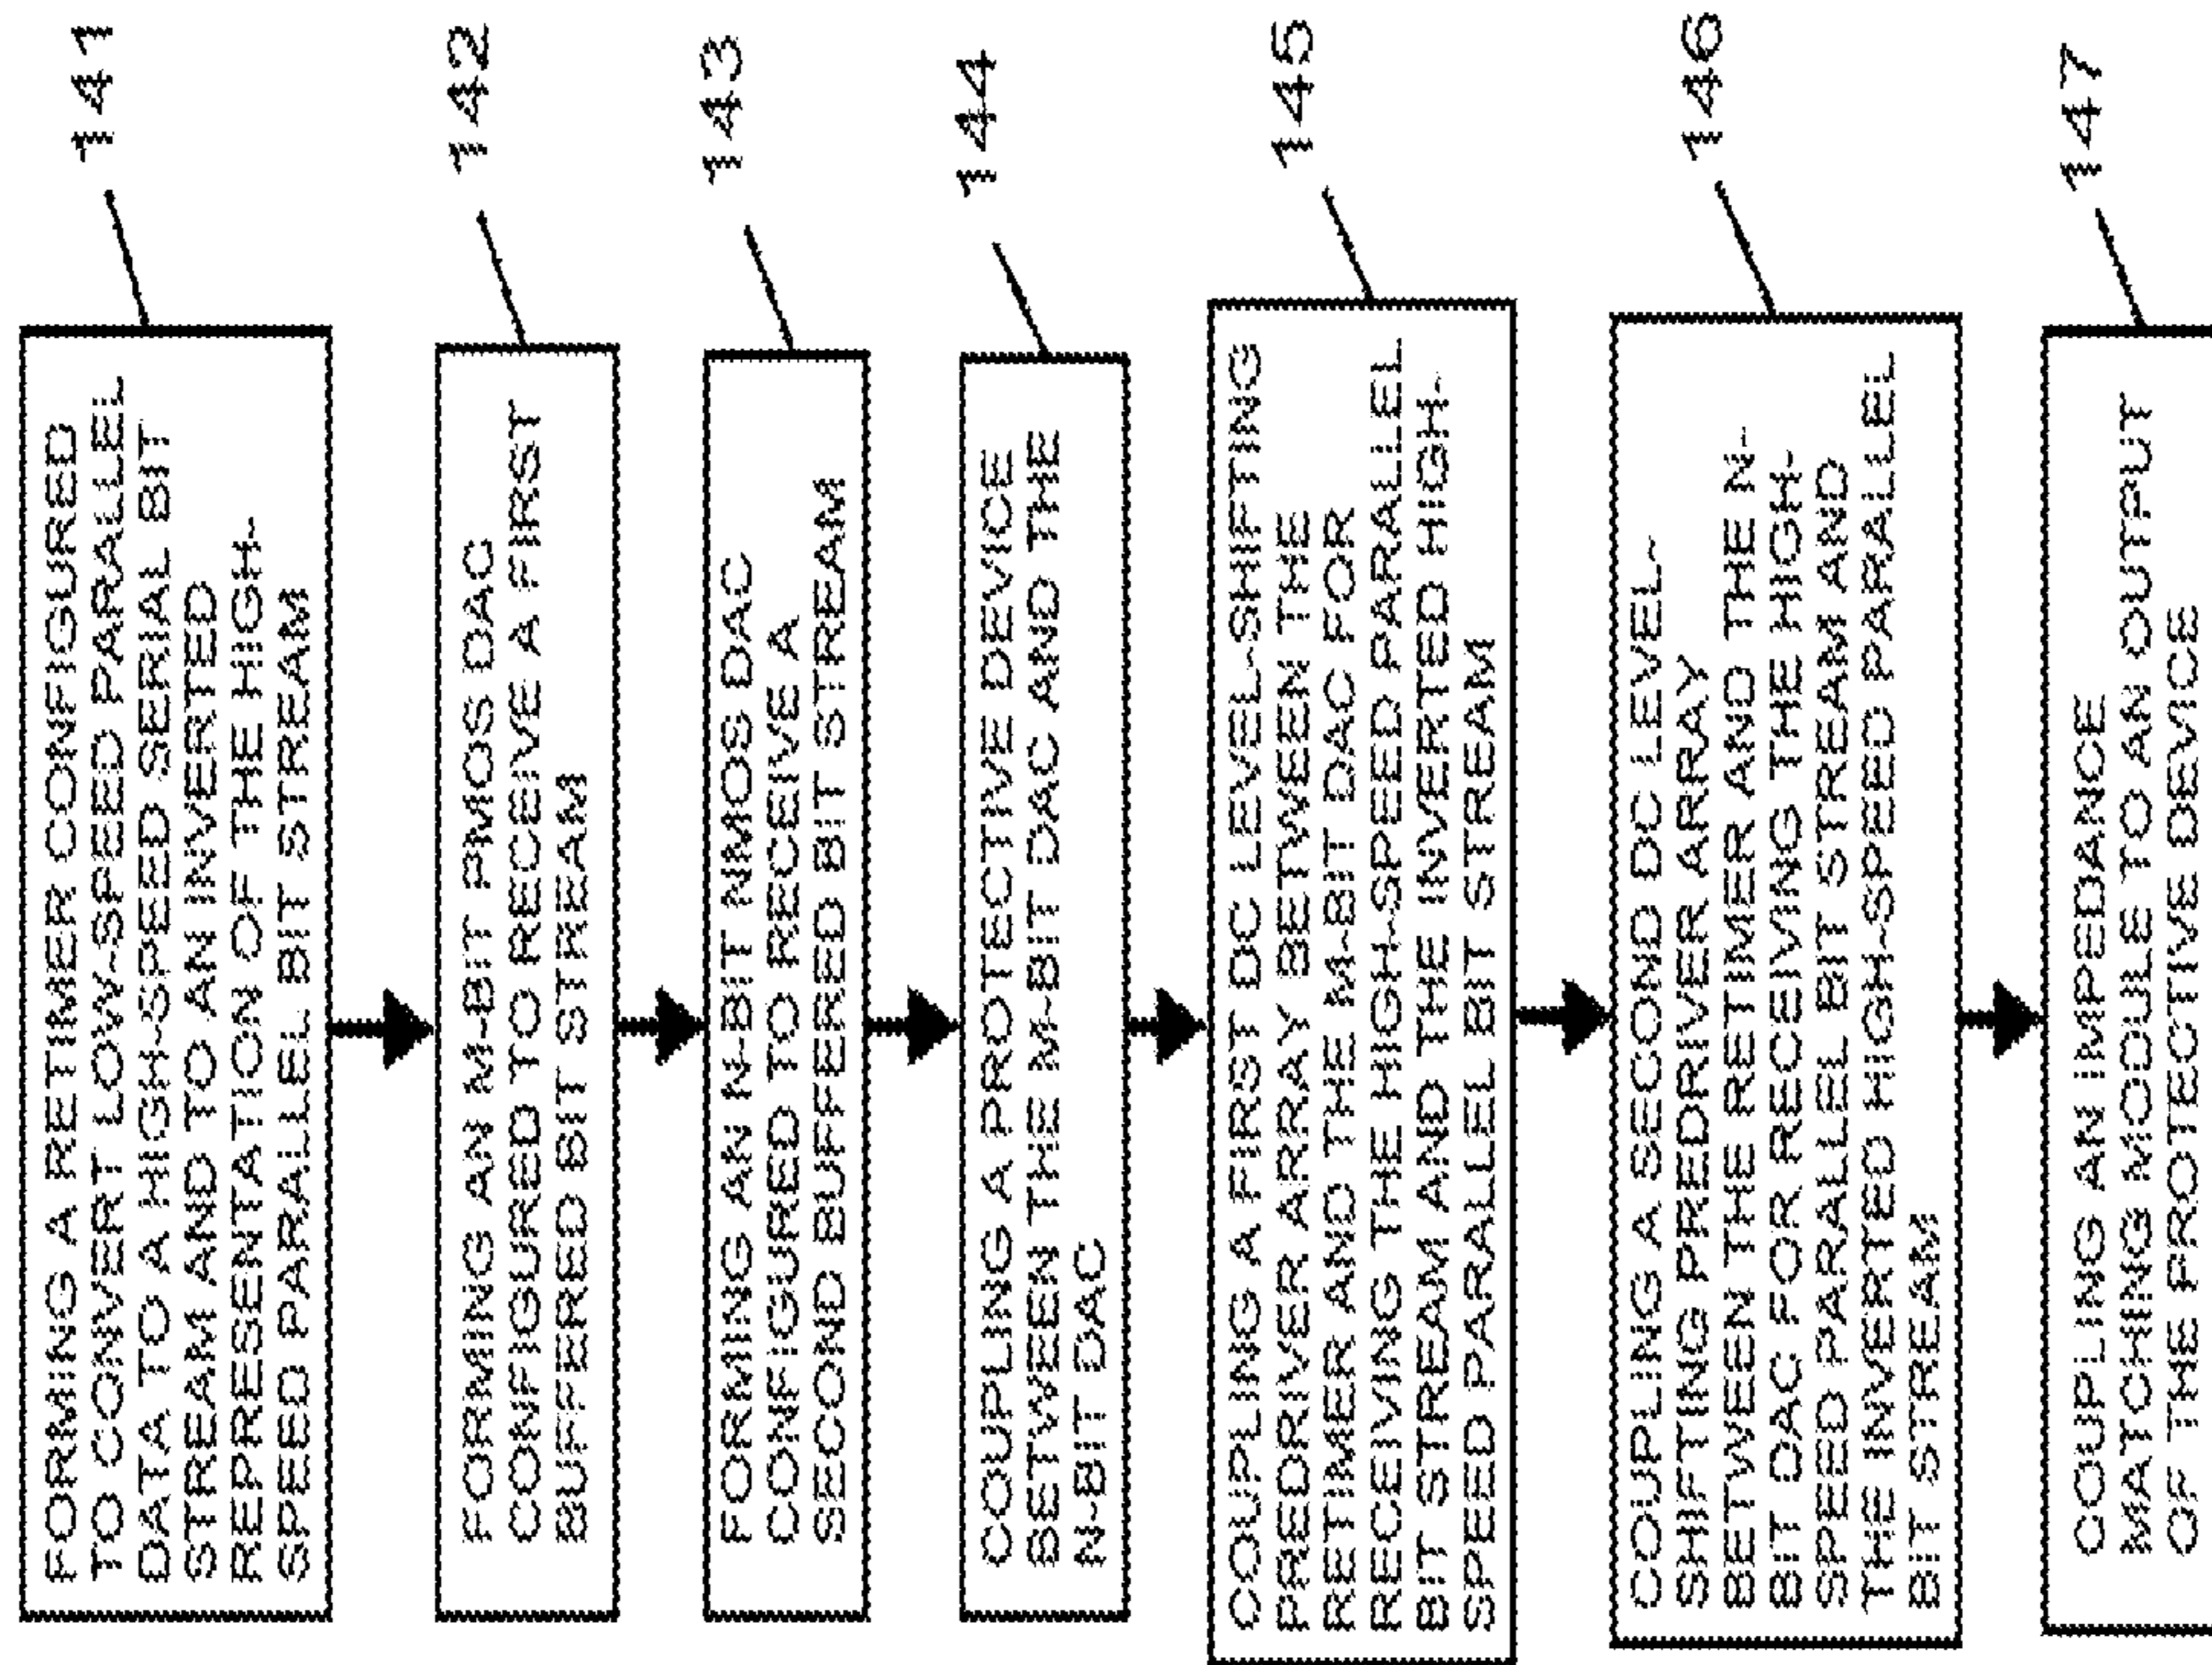 141
FORMING A RETIMER CONFIGURED
TO CONVERT LOW-SPEED PARALLEL
DATA TO A HIGH-SPEED SERIAL BIT
STREAM AND TO AN INVERTED
REPRESENTATION OF THE HIGH-
SPEED PARALLEL BIT STREAM
142
FORMING AN M-BIT PMOS DAC
CONFIGURED TO RECEIVE A FIRST
BUFFERED BIT STREAM
143
FORMING AN N-BIT NMOS DAC
CONFIGURED TO RECEIVE A
SECOND BUFFERED BIT STREAM
144
COUPLING A PROTECTIVE DEVICE
BETWEEN THE M-BIT DAC AND THE
N-BIT DAC
145
COUPLING A FIRST DC LEVEL-SHIFTING
PREDRIVER ARRAY BETWEEN THE
RETIMER AND THE M-BIT DAC FOR
RECEIVING THE HIGH-SPEED PARALLEL
BIT STREAM AND THE INVERTED HIGH-
SPEED PARALLEL BIT STREAM
146
COUPLING A SECOND DC LEVEL-
SHIFTING PREDRIVER ARRAY
BETWEEN THE RETIMER AND THE N-
BIT DAC FOR RECEIVING THE HIGH-
SPEED PARALLEL BIT STREAM AND
THE INVERTED HIGH-SPEED PARALLEL
BIT STREAM
147
COUPLING AN IMPEDANCE
MATCHING MODULE TO AN OUTPUT
OF THE PROTECTIVE DEVICE